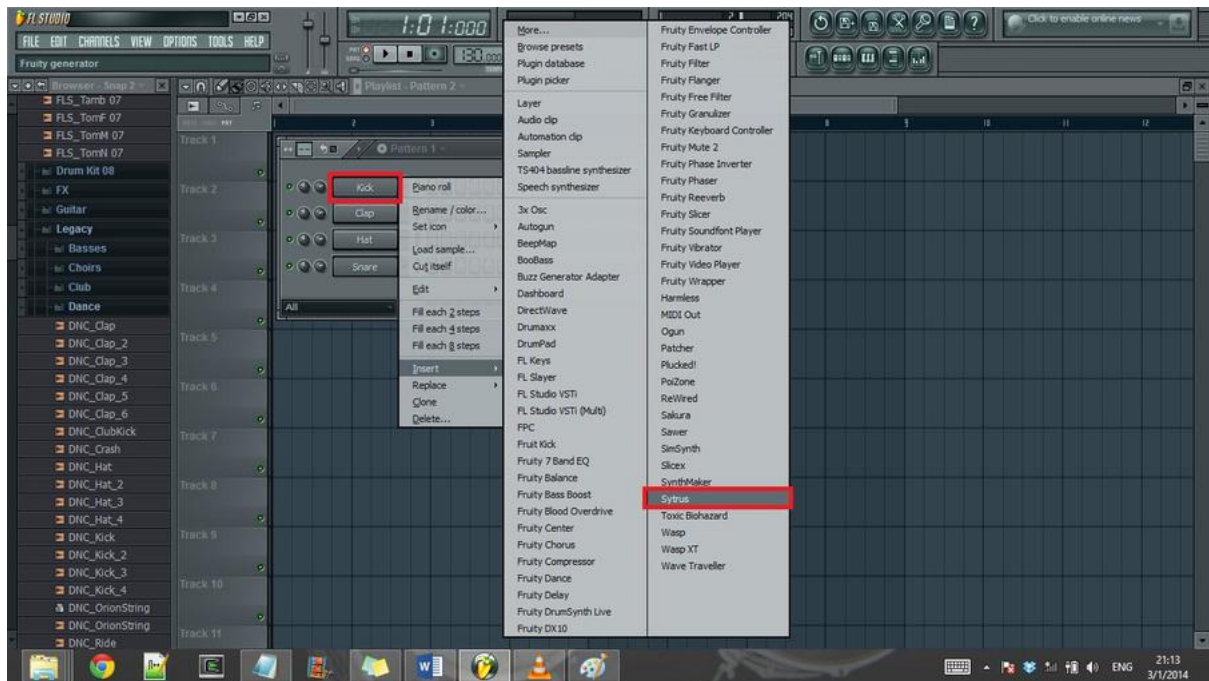 FL STUDIO
FILE EDIT CHANNELS VIEW OPTIONS TOOLS HELP
Fruity generator
1:01:000
Click to enable online news
Browser - Snap 2
FLS_Tamb 07
FLS_TomF 07
FLS_TomM 07
FLS_TomN 07
Drum Kit 08
FX
Guitar
Legacy
Basses
Choirs
Club
Dance
DNC_Clap
DNC_Clap_2
DNC_Clap_3
DNC_Clap_4
DNC_Clap_5
DNC_Clap_6
DNC_ClubKick
DNC_Crash
DNC_Hat
DNC_Hat_2
DNC_Hat_3
DNC_Hat_4
DNC_Kick
DNC_Kick_2
DNC_Kick_3
DNC_Kick_4
DNC_OrionString
DNC_OrionString
DNC_Ride
Playlist - Pattern 2
2 3 8 9 10 11 12
Track 1
Track 2
Track 3
Track 4
Track 5
Track 6
Track 7
Track 8
Track 9
Track 10
Track 11
Pattern 1
Kick
Clap
Hat
Snare
All
Piano roll
Rename / color...
Set icon
Load sample...
Cut itself
Edit
Fill each 2 steps
Fill each 4 steps
Fill each 8 steps
Insert
Replace
Clone
Delete...
More...
Browse presets
Plugin database
Plugin picker
Layer
Audio clip
Automation clip
Sampler
TS404 bassline synthesizer
Speech synthesizer
3x Osc
Autogun
BeepMap
BooBass
Buzz Generator Adapter
Dashboard
DirectWave
Drumaxx
DrumPad
FL Keys
FL Slayer
FL Studio VSTi
FL Studio VSTi (Multi)
FPC
Fruit Kick
Fruity 7 Band EQ
Fruity Balance
Fruity Bass Boost
Fruity Blood Overdrive
Fruity Center
Fruity Chorus
Fruity Compressor
Fruity Dance
Fruity Delay
Fruity DrumSynth Live
Fruity DX10
Fruity Envelope Controller
Fruity Fast LP
Fruity Filter
Fruity Flanger
Fruity Free Filter
Fruity Granulizer
Fruity Keyboard Controller
Fruity Mute 2
Fruity Phase Inverter
Fruity Phaser
Fruity Reeverb
Fruity Slicer
Fruity Soundfont Player
Fruity Vibrator
Fruity Video Player
Fruity Wrapper
Harmless
MIDI Out
Ogun
Patcher
Plucked!
PoiZone
ReWired
Sakura
Sawer
SimSynth
Slicex
SynthMaker
Sytrus
Toxic Biohazard
Wasp
Wasp XT
Wave Traveller
ENG
21:13
3/1/2014